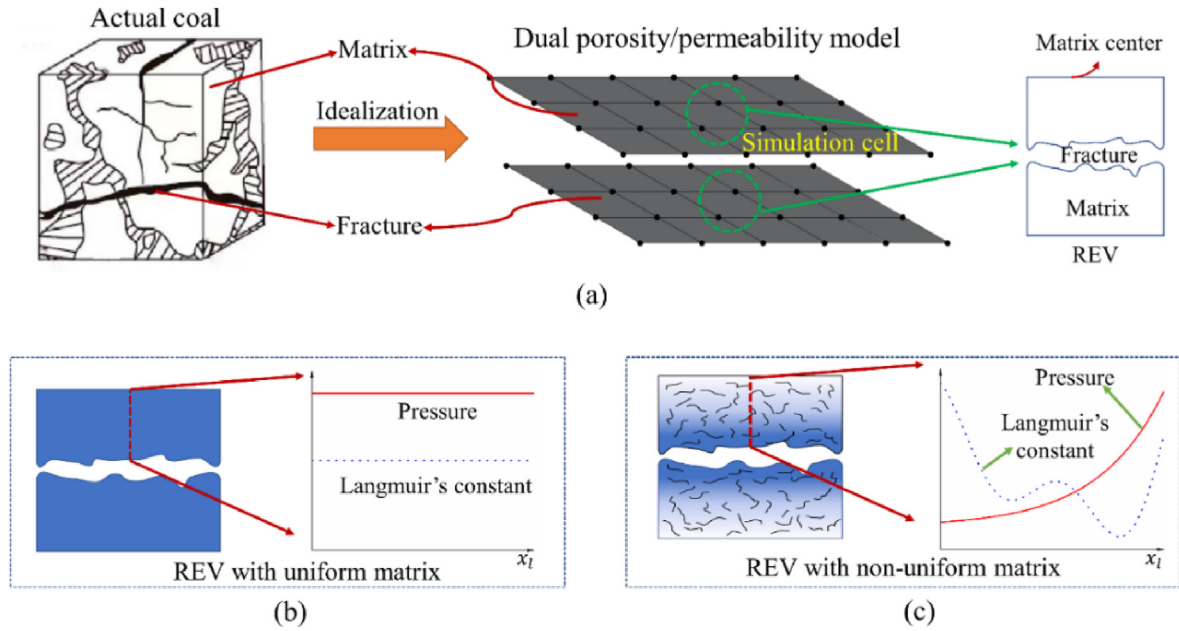 Actual coal
Matrix
Dual porosity/permeability model
Matrix center
Idealization
Simulation cell
Fracture
Fracture
Matrix
REV
(a)
Pressure
Langmuir's constant
x_l
REV with uniform matrix
(b)
Pressure
Langmuir's
constant
x_l
REV with non-uniform matrix
(c)